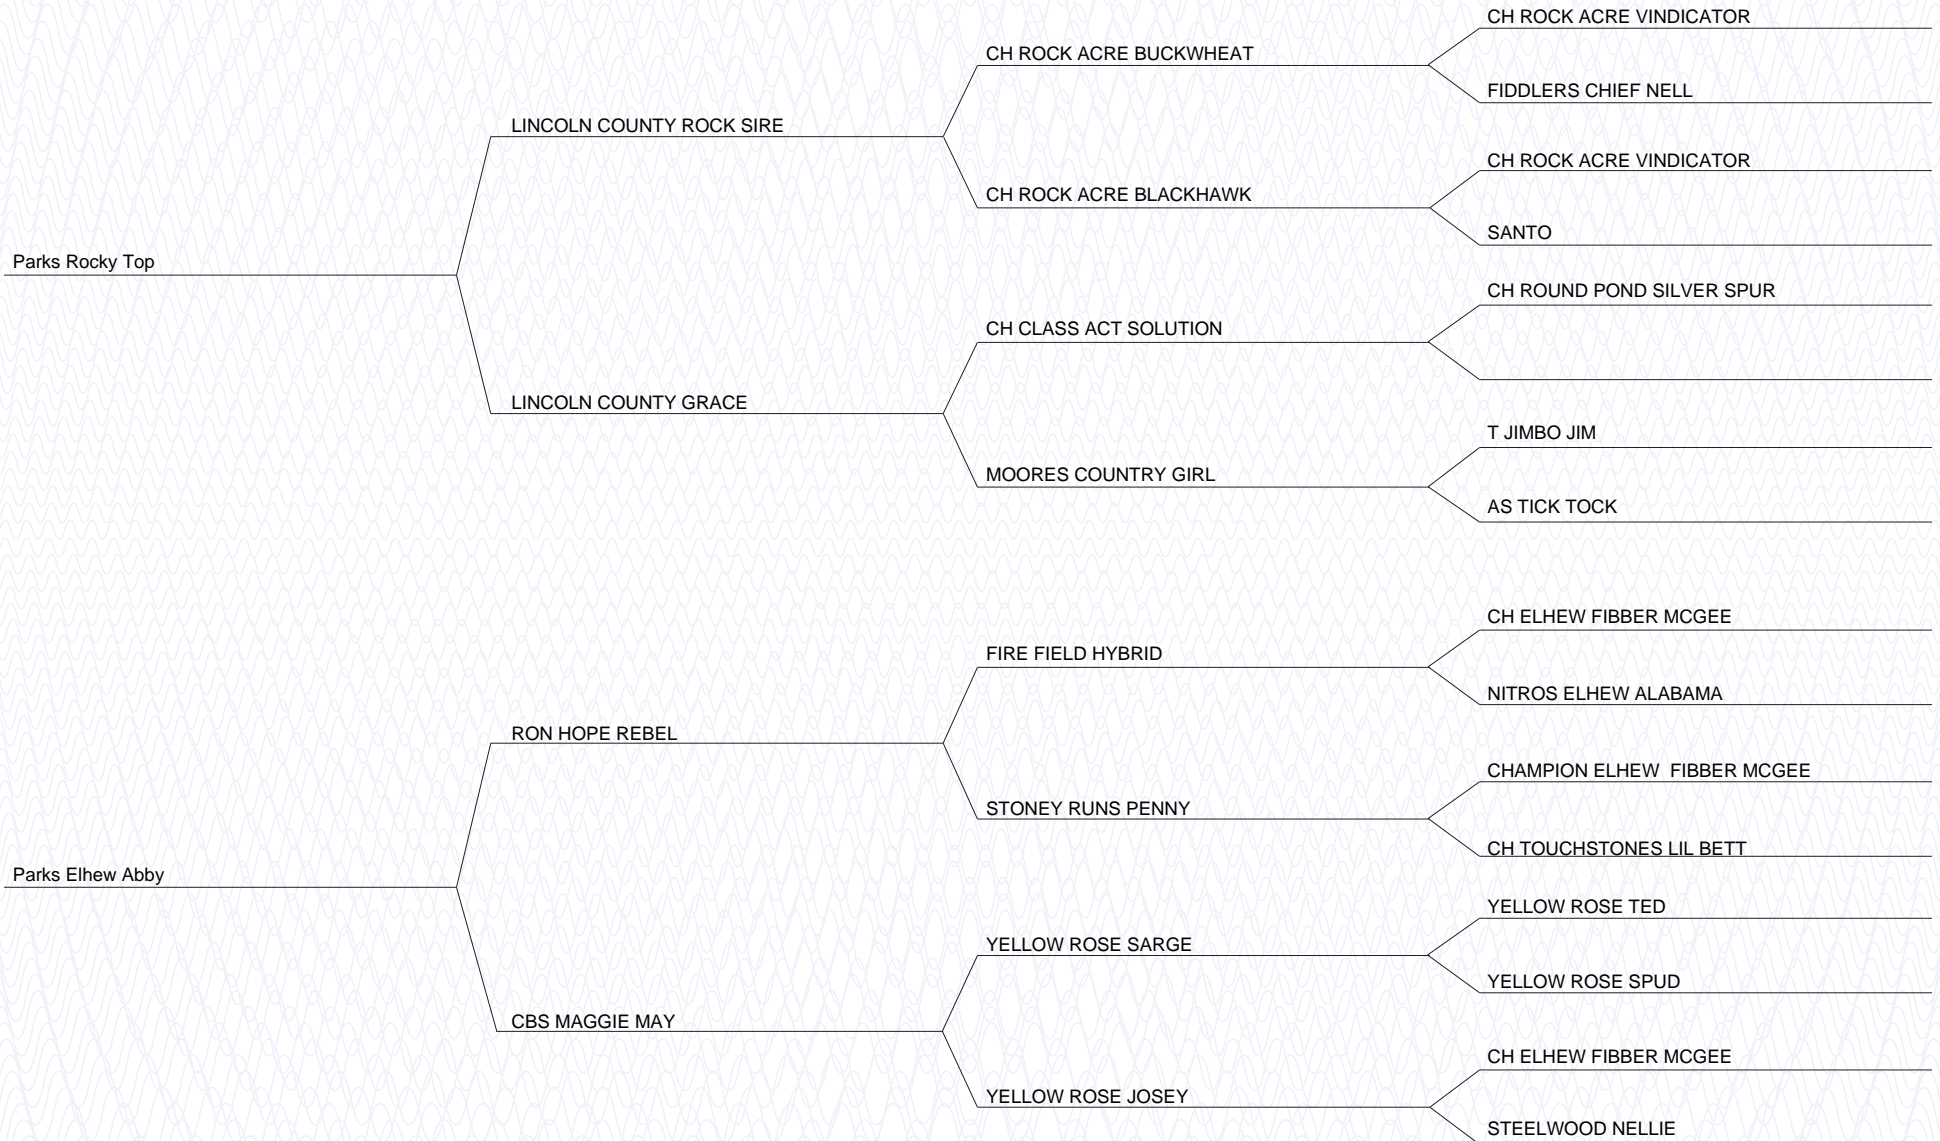 CH ROCK ACRE VINDICATOR
CH ROCK ACRE BUCKWHEAT
FIDDLERS CHIEF NELL
LINCOLN COUNTY ROCK SIRE
CH ROCK ACRE VINDICATOR
CH ROCK ACRE BLACKHAWK
SANTO
Parks Rocky Top
CH ROUND POND SILVER SPUR
CH CLASS ACT SOLUTION
LINCOLN COUNTY GRACE
T JIMBO JIM
MOORES COUNTRY GIRL
AS TICK TOCK
CH ELHEW FIBBER MCGEE
FIRE FIELD HYBRID
NITROS ELHEW ALABAMA
RON HOPE REBEL
CHAMPION ELHEW  FIBBER MCGEE
STONEY RUNS PENNY
CH TOUCHSTONES LIL BETT
Parks Elhew Abby
YELLOW ROSE TED
YELLOW ROSE SARGE
YELLOW ROSE SPUD
CBS MAGGIE MAY
CH ELHEW FIBBER MCGEE
YELLOW ROSE JOSEY
STEELWOOD NELLIE